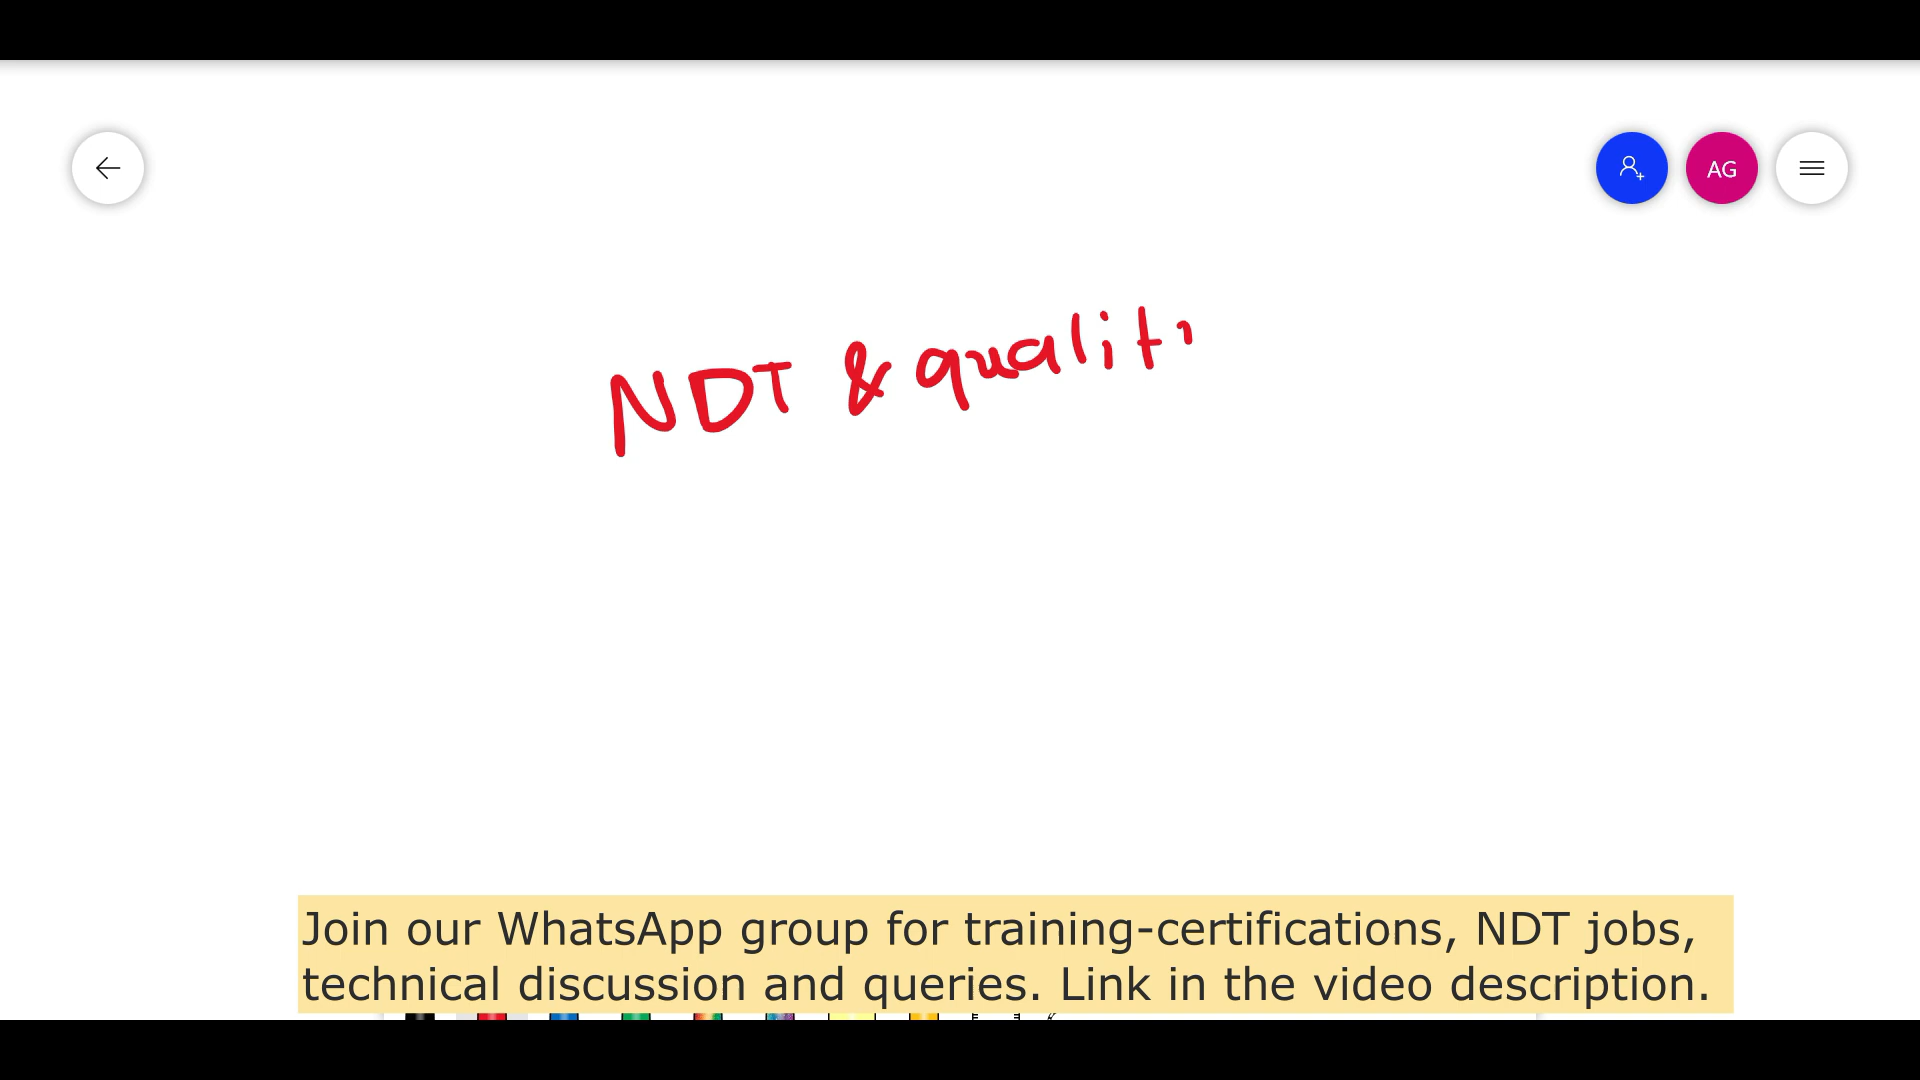 AG
NDT & qualit
Join our WhatsApp group for training-certifications, NDT jobs,
technical discussion and queries. Link in the video description.